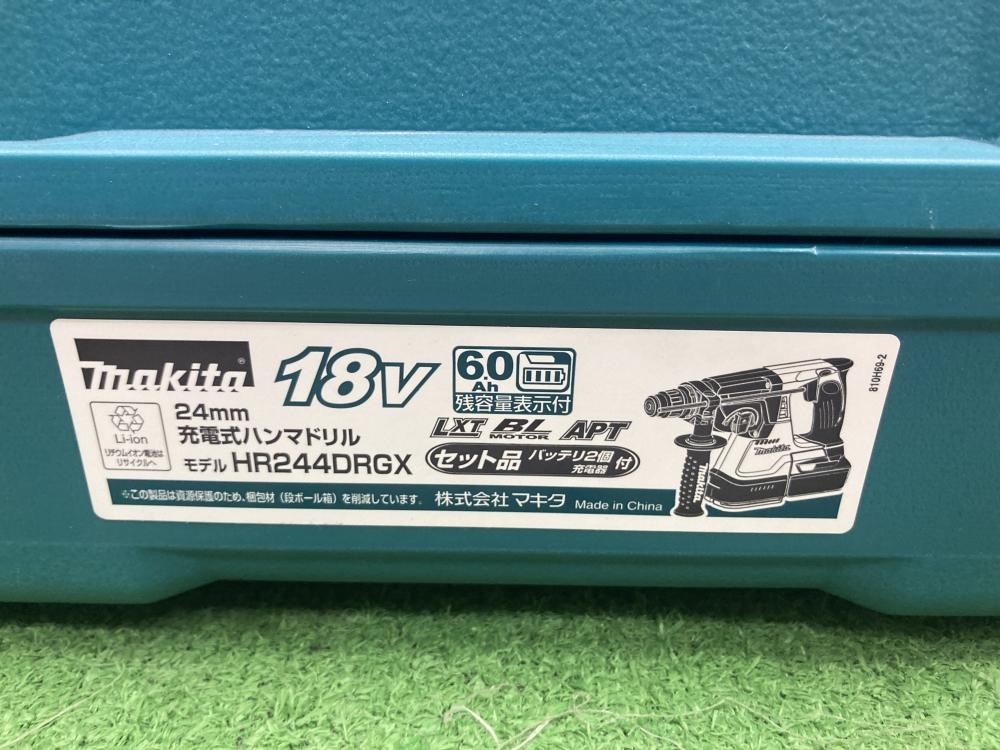 makita®
18V
6.0
Ah
残容量表示付
Li-ion
リチウムイオン電池は
リサイクルへ
24mm
充電式ハンマドリル
モデル HR244DRGX
LXT BL MOTOR APT
セット品 バッテリ2個 充電器 付
makita
makita
810H69-2
※この製品は資源保護のため、梱包材(段ボール箱)を削減しています。 株式会社 マキタ Made in China